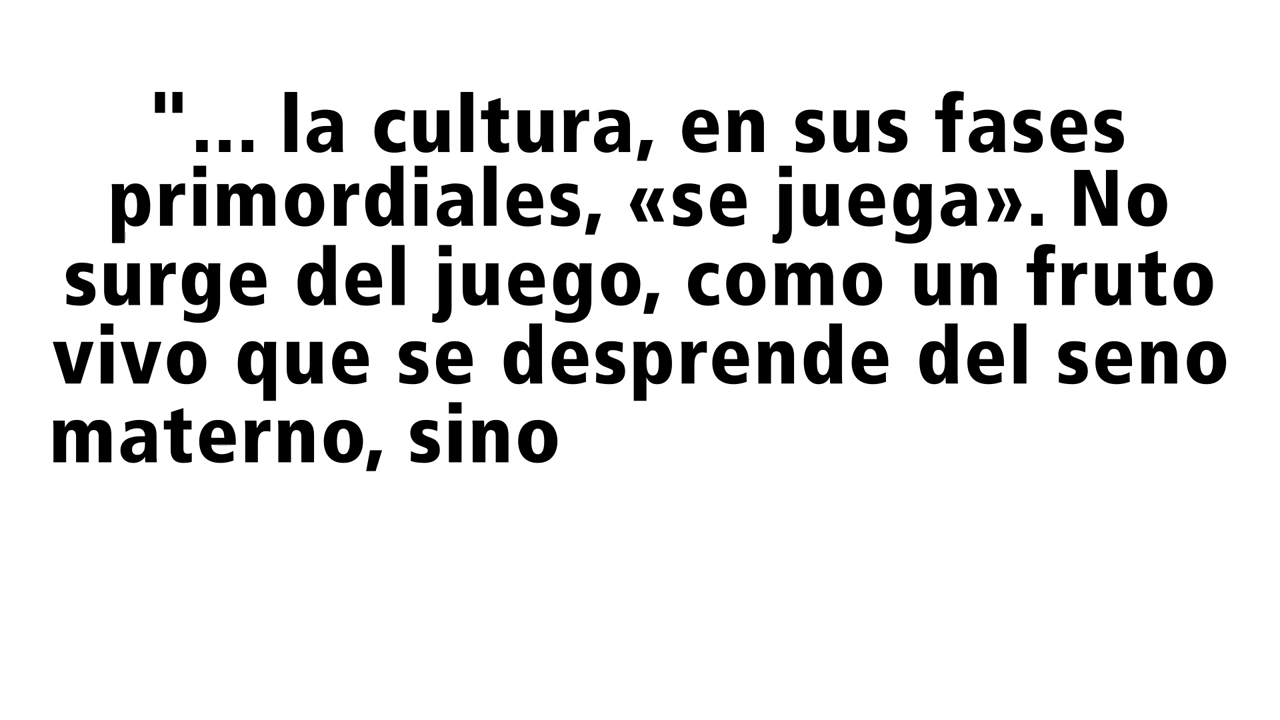 "... la cultura, en sus fases
primordiales, «se juega». No
surge del juego, como un fruto
vivo que se desprende del seno
materno, sino